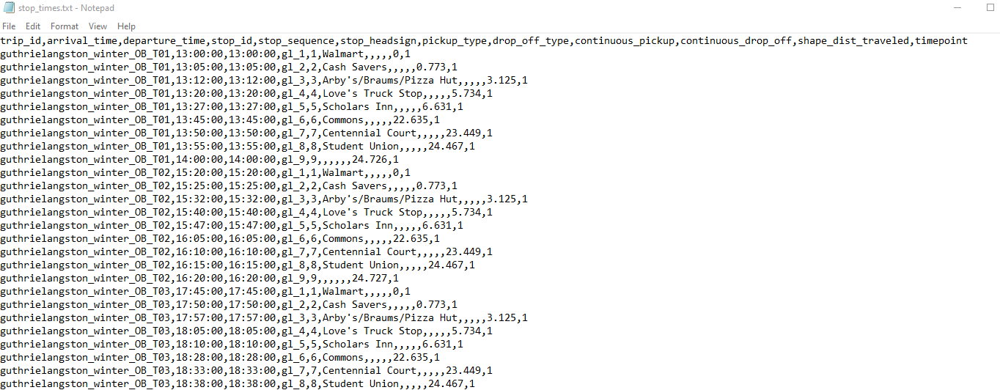 stop_times.txt - Notepad
File Edit Format View Help
trip_id,arrival_time,departure_time,stop_id,stop_sequence,stop_headsign,pickup_type,drop_off_type,continuous_pickup,continuous_drop_off,shape_dist_traveled,timepoint
guthrielangston_winter_OB_T01,13:00:00,13:00:00,gl_1,1,Walmart,,,,,0,1
guthrielangston_winter_OB_T01,13:05:00,13:05:00,gl_2,2,Cash Savers,,,,,0.773,1
guthrielangston_winter_OB_T01,13:12:00,13:12:00,gl_3,3,Arby's/Braums/Pizza Hut,,,,,3.125,1
guthrielangston_winter_OB_T01,13:20:00,13:20:00,gl_4,4,Love's Truck Stop,,,,,5.734,1
guthrielangston_winter_OB_T01,13:27:00,13:27:00,gl_5,5,Scholars Inn,,,,,6.631,1
guthrielangston_winter_OB_T01,13:45:00,13:45:00,gl_6,6,Commons,,,,,22.635,1
guthrielangston_winter_OB_T01,13:50:00,13:50:00,gl_7,7,Centennial Court,,,,,23.449,1
guthrielangston_winter_OB_T01,13:55:00,13:55:00,gl_8,8,Student Union,,,,,24.467,1
guthrielangston_winter_OB_T01,14:00:00,14:00:00,gl_9,9,,,,,,24.726,1
guthrielangston_winter_OB_T02,15:20:00,15:20:00,gl_1,1,Walmart,,,,,0,1
guthrielangston_winter_OB_T02,15:25:00,15:25:00,gl_2,2,Cash Savers,,,,,0.773,1
guthrielangston_winter_OB_T02,15:32:00,15:32:00,gl_3,3,Arby's/Braums/Pizza Hut,,,,,3.125,1
guthrielangston_winter_OB_T02,15:40:00,15:40:00,gl_4,4,Love's Truck Stop,,,,,5.734,1
guthrielangston_winter_OB_T02,15:47:00,15:47:00,gl_5,5,Scholars Inn,,,,,6.631,1
guthrielangston_winter_OB_T02,16:05:00,16:05:00,gl_6,6,Commons,,,,,22.635,1
guthrielangston_winter_OB_T02,16:10:00,16:10:00,gl_7,7,Centennial Court,,,,,23.449,1
guthrielangston_winter_OB_T02,16:15:00,16:15:00,gl_8,8,Student Union,,,,,24.467,1
guthrielangston_winter_OB_T02,16:20:00,16:20:00,gl_9,9,,,,,,24.727,1
guthrielangston_winter_OB_T03,17:45:00,17:45:00,gl_1,1,Walmart,,,,,0,1
guthrielangston_winter_OB_T03,17:50:00,17:50:00,gl_2,2,Cash Savers,,,,,0.773,1
guthrielangston_winter_OB_T03,17:57:00,17:57:00,gl_3,3,Arby's/Braums/Pizza Hut,,,,,3.125,1
guthrielangston_winter_OB_T03,18:05:00,18:05:00,gl_4,4,Love's Truck Stop,,,,,5.734,1
guthrielangston_winter_OB_T03,18:10:00,18:10:00,gl_5,5,Scholars Inn,,,,,6.631,1
guthrielangston_winter_OB_T03,18:28:00,18:28:00,gl_6,6,Commons,,,,,22.635,1
guthrielangston_winter_OB_T03,18:33:00,18:33:00,gl_7,7,Centennial Court,,,,,23.449,1
guthrielangston_winter_OB_T03,18:38:00,18:38:00,gl_8,8,Student Union,,,,,24.467,1